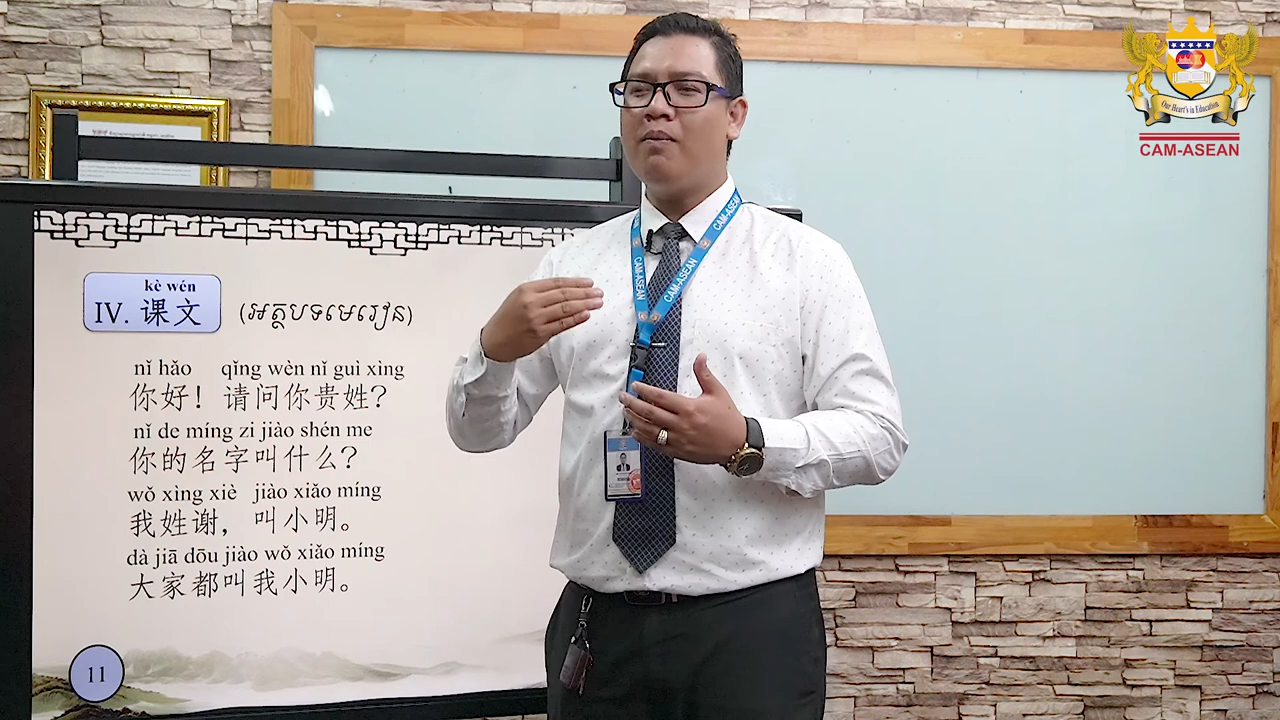 kè wén
IV. 课文 (អត្ថបទមេរៀន)
nǐ hǎo qǐng wèn nǐ guì xìng
你好！请问你贵姓？
nǐ de míng zi jiào shén me
你的名字叫什么？
wǒ xìng xiè jiào xiǎo míng
我姓谢，叫小明。
dà jiā dōu jiào wǒ xiǎo míng
大家都叫我小明。
11
CAM-ASEAN
CAM-ASEAN
CAM-ASEAN
Our Heart's in Education
CAM-ASEAN